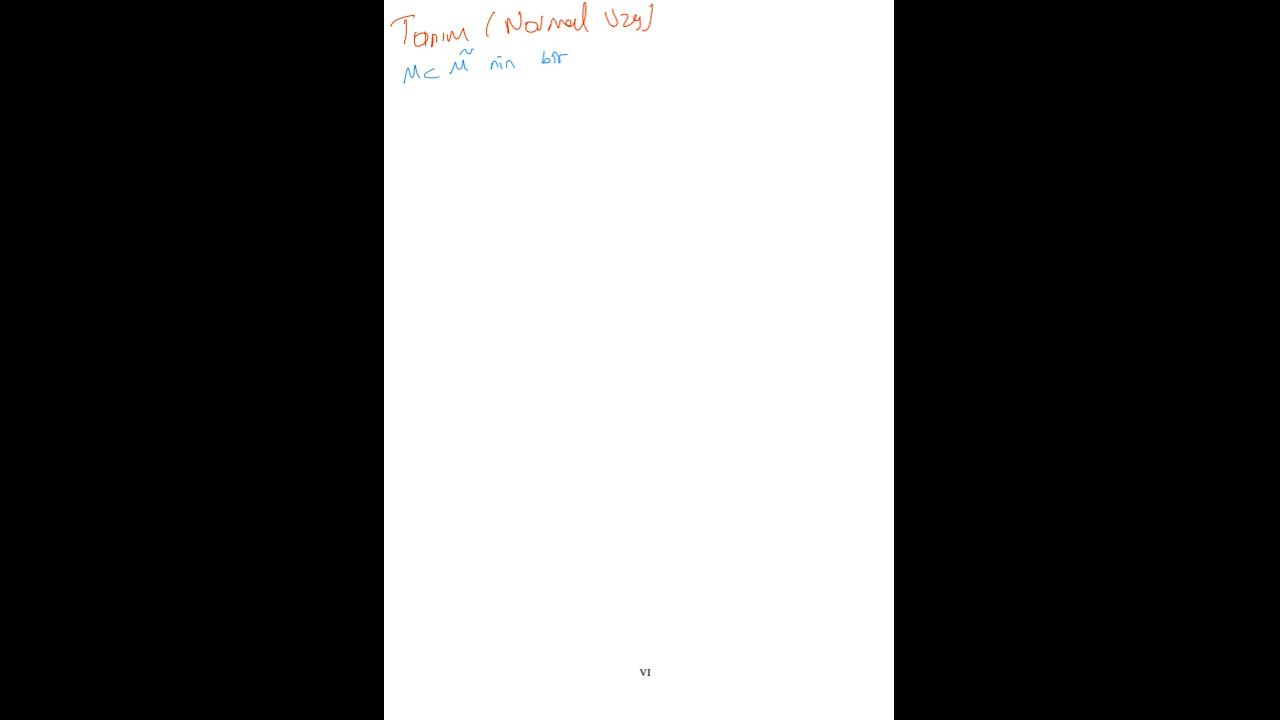 Tanım (Normal Uzay)
M ⊂ M̃ nin bir
VI